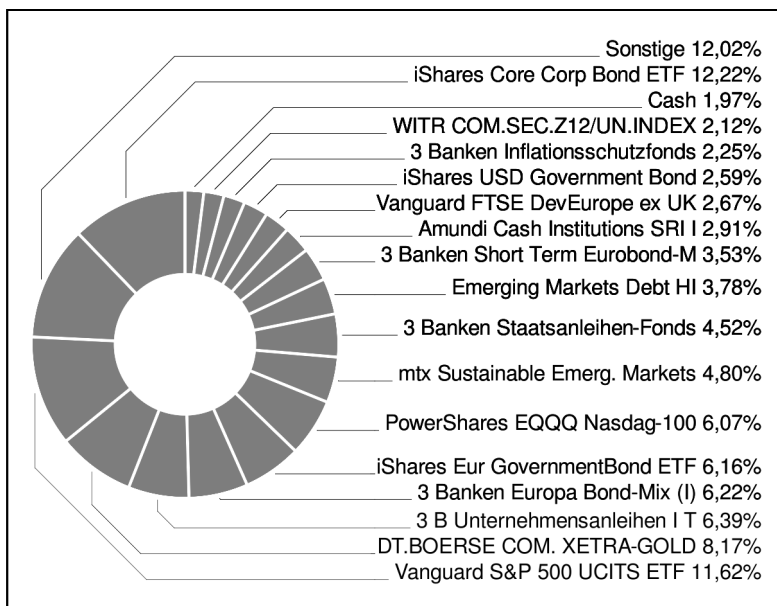 Sonstige 12,02%
iShares Core Corp Bond ETF 12,22%
Cash 1,97%
WITR COM.SEC.Z12/UN.INDEX 2,12%
3 Banken Inflationsschutzfonds 2,25%
iShares USD Government Bond 2,59%
Vanguard FTSE DevEurope ex UK 2,67%
Amundi Cash Institutions SRI I 2,91%
3 Banken Short Term Eurobond-M 3,53%
Emerging Markets Debt HI 3,78%
3 Banken Staatsanleihen-Fonds 4,52%
mtx Sustainable Emerg. Markets 4,80%
PowerShares EQQQ Nasdag-100 6,07%
iShares Eur GovernmentBond ETF 6,16%
3 Banken Europa Bond-Mix (I) 6,22%
3 B Unternehmensanleihen I T 6,39%
DT.BOERSE COM. XETRA-GOLD 8,17%
Vanguard S&P 500 UCITS ETF 11,62%